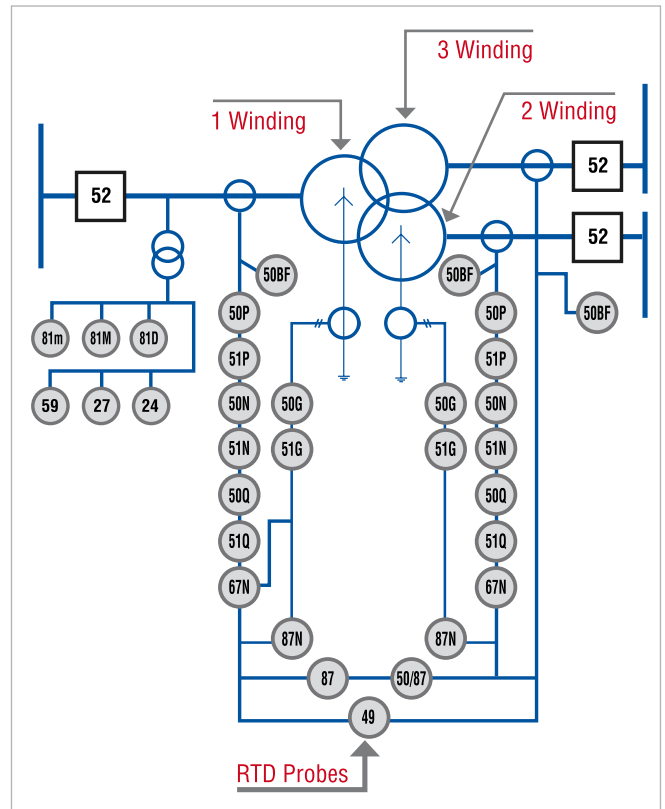 3 Winding
1 Winding
2 Winding
52
52
52
50BF
50BF
50BF
50P
50P
81m
81M
81D
51P
51P
59
27
24
50N
50G
50G
50N
51N
51G
51G
51N
50Q
50Q
51Q
51Q
67N
67N
87N
87N
87
50/87
49
RTD Probes